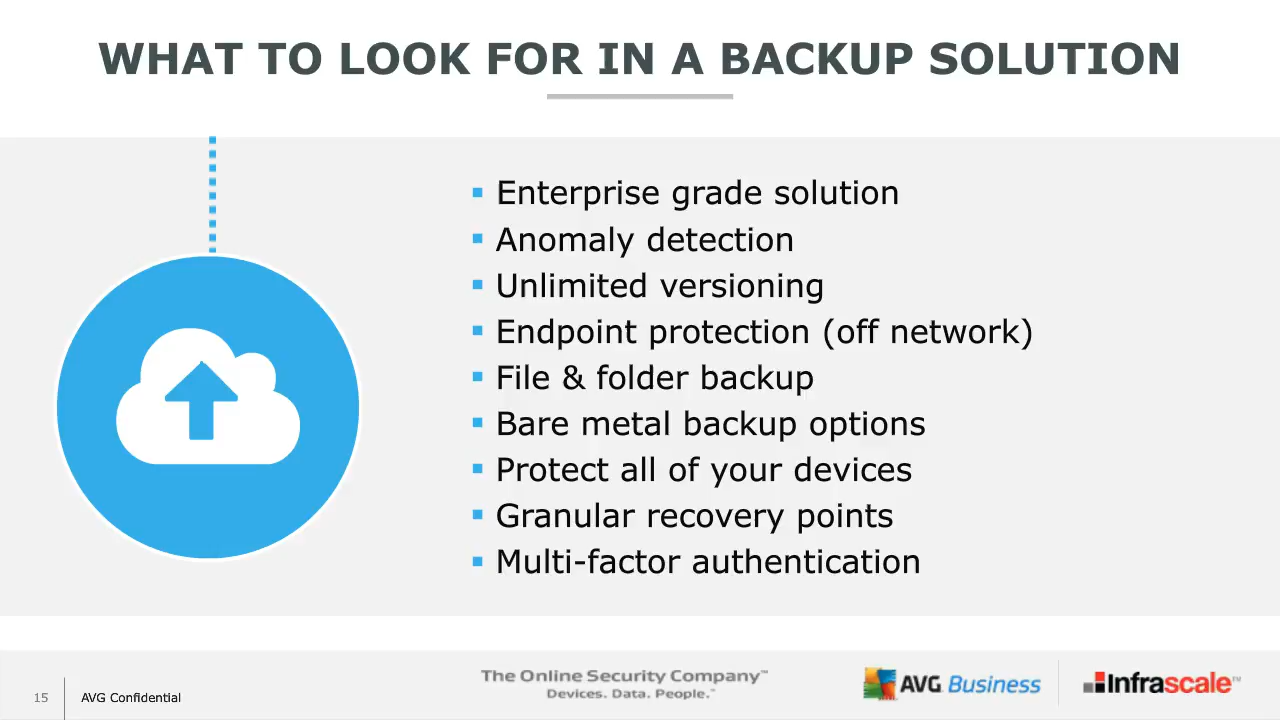 WHAT TO LOOK FOR IN A BACKUP SOLUTION
Enterprise grade solution
Anomaly detection
Unlimited versioning
Endpoint protection (off network)
File & folder backup
Bare metal backup options
Protect all of your devices
Granular recovery points
Multi-factor authentication
15
AVG Confidential
The Online Security Company™
Devices. Data. People.™
AVG Business
Infrascale™